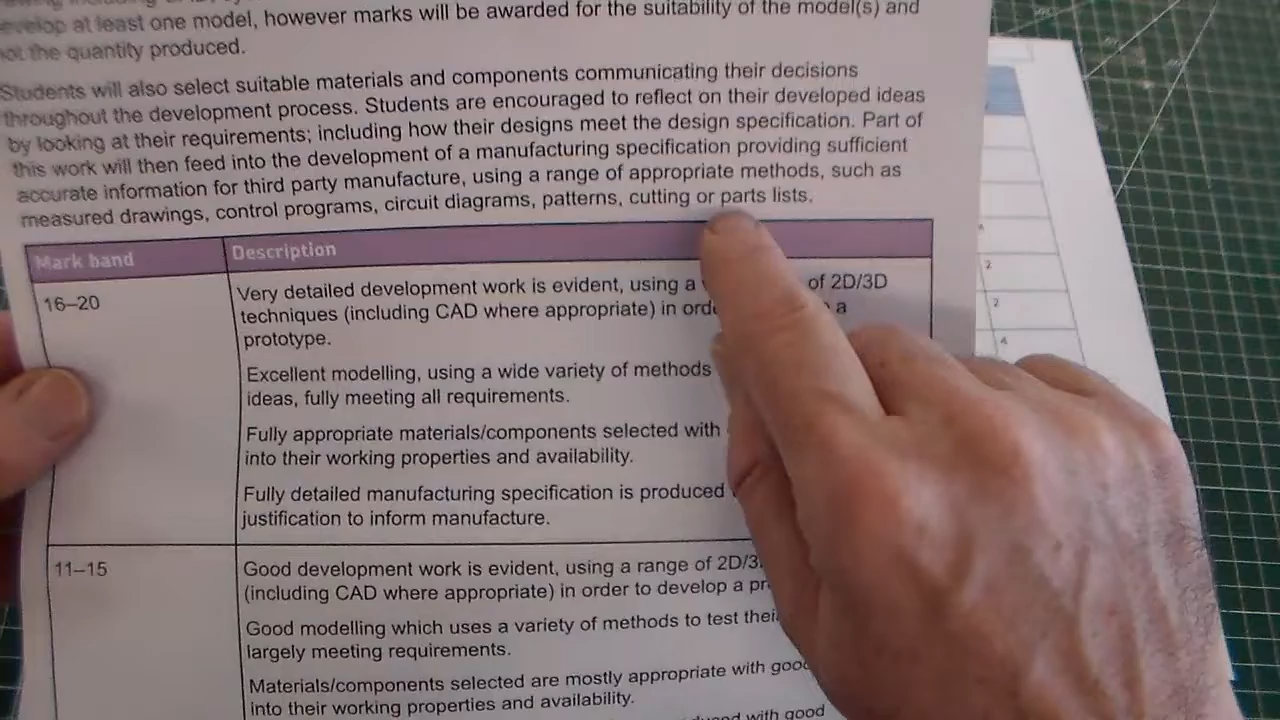 develop at least one model, however marks will be awarded for the suitability of the model(s) and
not the quantity produced.
Students will also select suitable materials and components communicating their decisions
throughout the development process. Students are encouraged to reflect on their developed ideas
by looking at their requirements; including how their designs meet the design specification. Part of
this work will then feed into the development of a manufacturing specification providing sufficient
accurate information for third party manufacture, using a range of appropriate methods, such as
measured drawings, control programs, circuit diagrams, patterns, cutting or parts lists.
Mark band Description
16–20
Very detailed development work is evident, using a of 2D/3D
techniques (including CAD where appropriate) in a
prototype.
Excellent modelling, using a wide variety of methods
ideas, fully meeting all requirements.
Fully appropriate materials/components selected with
into their working properties and availability.
Fully detailed manufacturing specification is produced
justification to inform manufacture.
11–15
Good development work is evident, using a range of
(including CAD where appropriate) in order to develop a
Good modelling which uses a variety of methods to test
largely meeting requirements.
Materials/components selected are mostly appropriate with
into their working properties and availability.
with good
2
2
4